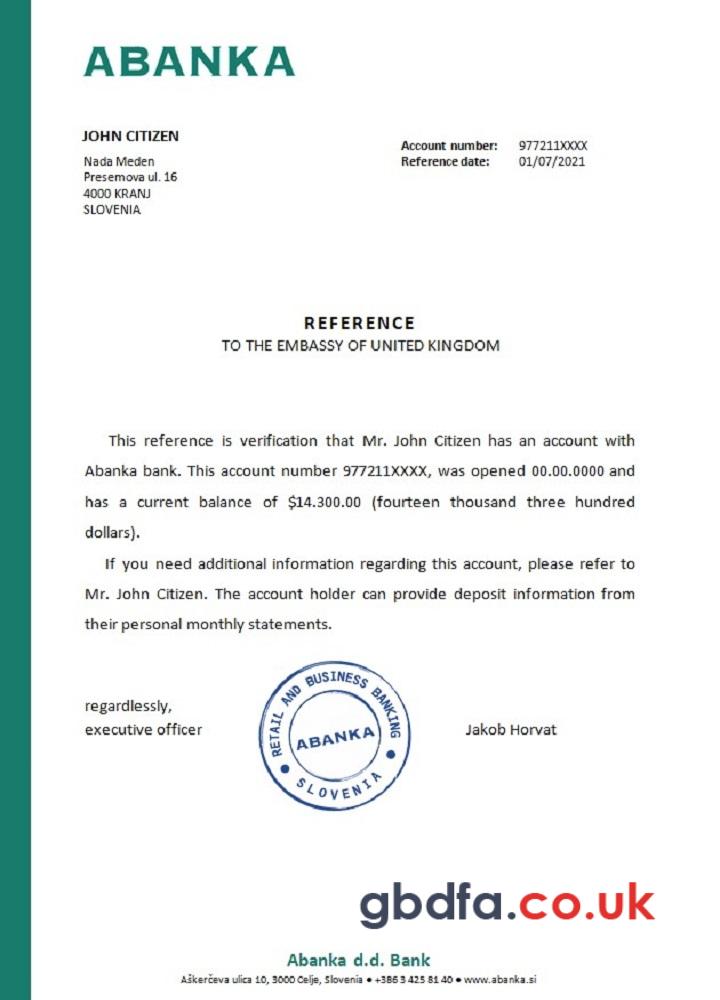 ABANKA
JOHN CITIZEN
Nada Meden
Presemova ul. 16
4000 KRANJ
SLOVENIA
Account number: 977211XXXX
Reference date: 01/07/2021
REFERENCE
TO THE EMBASSY OF UNITED KINGDOM
This reference is verification that Mr. John Citizen has an account with
Abanka bank. This account number 977211XXXX, was opened 00.00.0000 and
has a current balance of $14.300.00 (fourteen thousand three hundred
dollars).
If you need additional information regarding this account, please refer to
Mr. John Citizen. The account holder can provide deposit information from
their personal monthly statements.
regardlessly,
executive officer
RETAIL AND BUSINESS BANKING
ABANKA
SLOVENIA
Jakob Horvat
gbdfa.co.uk
Abanka d.d. Bank
Aškerčeva ulica 10, 3000 Celje, Slovenia • +386 3 425 81 40 • www.abanka.si